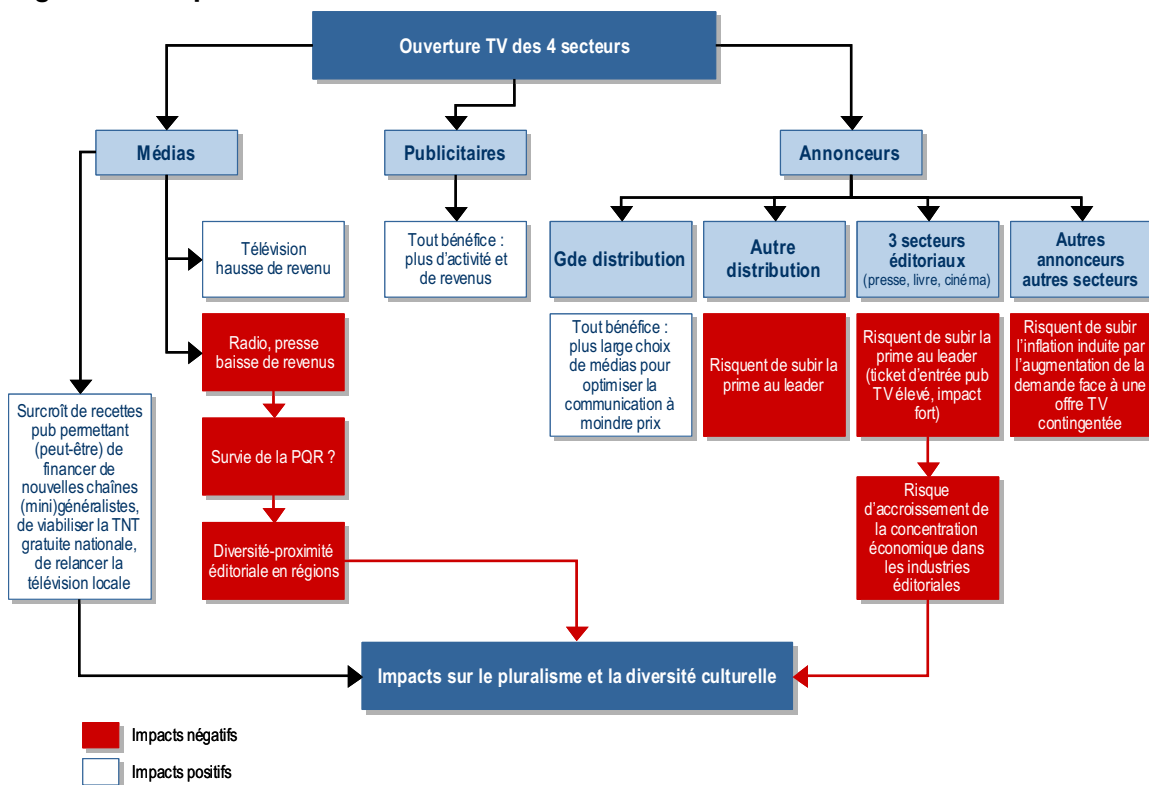 Ouverture TV des 4 secteurs
Médias
Publicitaires
Annonceurs
Télévision
hausse de revenu
Tout bénéfice :
plus d'activité et
de revenus
Gde distribution
Autre
distribution
3 secteurs
éditoriaux
(presse, livre, cinéma)
Autres
annonceurs
autres secteurs
Radio, presse
baisse de revenus
Tout bénéfice :
plus large choix
de médias pour
optimiser la
communication à
moindre prix
Risquent de subir la
prime au leader
Risquent de subir la
prime au leader
(ticket d'entrée pub
TV élevé, impact
fort)
Risquent de subir
l'inflation induite par
l'augmentation de la
demande face à une
offre TV
contingentée
Surcroît de recettes
pub permettant
(peut-être) de
financer de
nouvelles chaînes
(mini)généralistes,
de viabiliser la TNT
gratuite nationale,
de relancer la
télévision locale
Survie de la PQR ?
Diversité-proximité
éditoriale en régions
Risque
d'accroissement de
la concentration
économique dans
les industries
éditoriales
Impacts sur le pluralisme et la diversité culturelle
Impacts négatifs
Impacts positifs